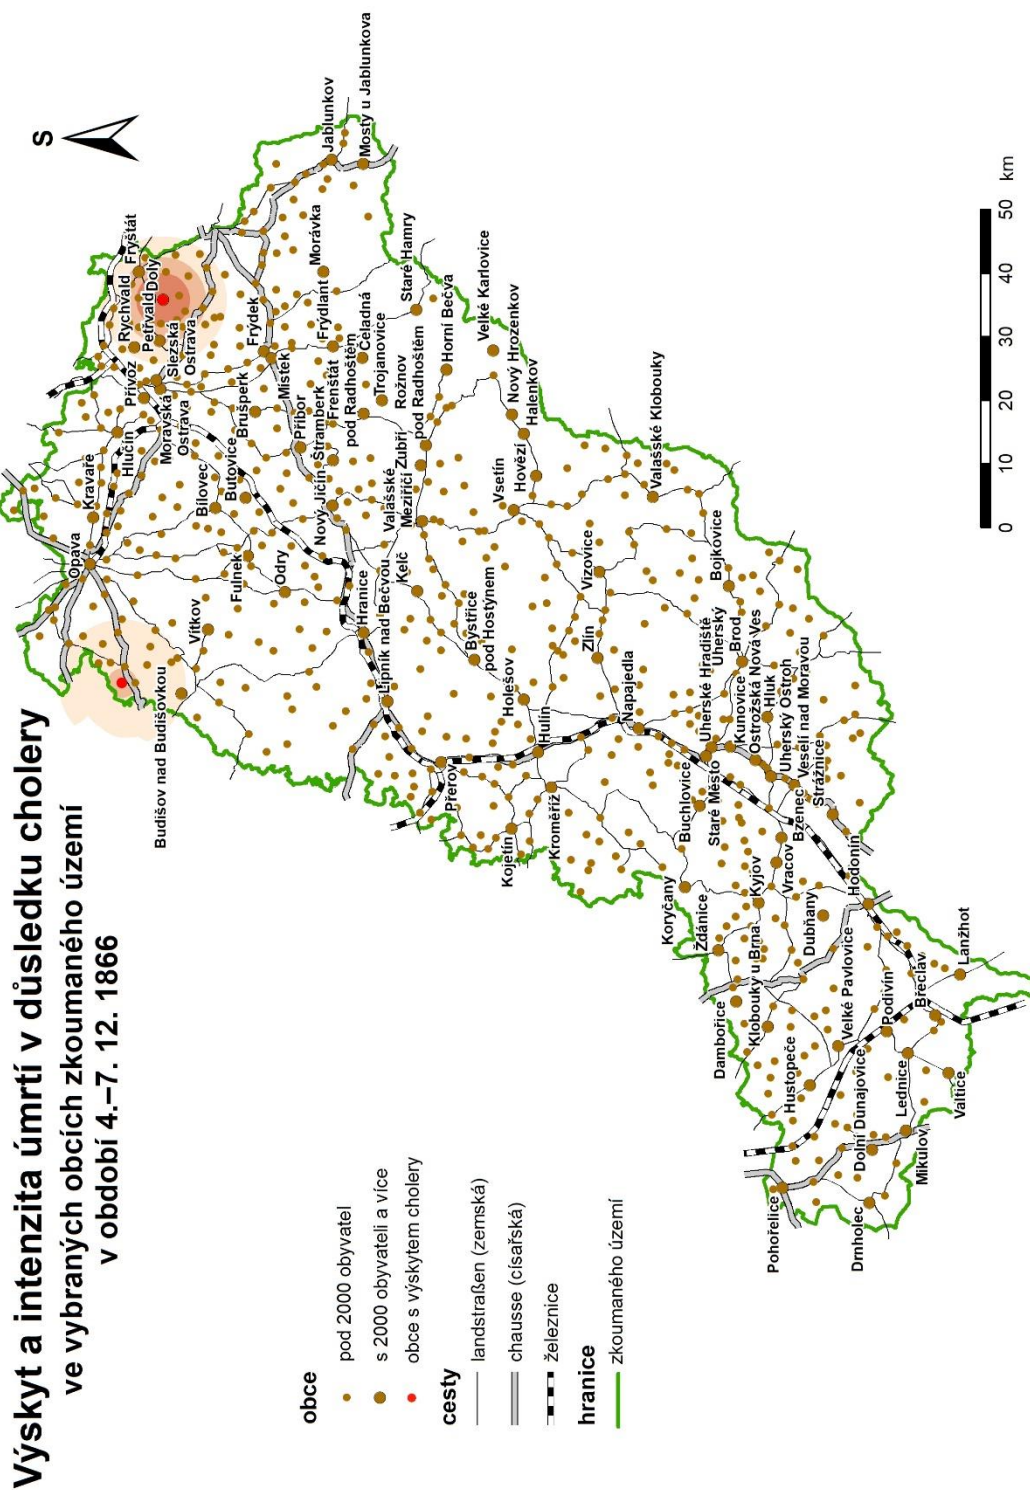 Výskyt a intenzita úmrtí v důsledku cholery
ve vybraných obcích zkoumaného území
v období 4.–7. 12. 1866
S
Opava
Kravaře
Hlučín
Přívoz
Rychvald
Petřvald
Fryštát
Doly
Slezská
Ostrava
Moravská
Ostrava
Vítkov
Bílovec
Butovice
Brušperk
Frýdek
Místek
Budišov nad Budišovkou
Fulnek
Odry
Příbor
Štramberk
Nový Jičín
Frenštát
pod Radhoštěm
Frýdlant
Morávka
Jablunkov
Mosty u Jablunkova
Čeladná
Trojanovice
Staré Hamry
Hranice
Lipník nad Bečvou
Kelč
Valašské
Meziříčí
Zubří
Rožnov
pod Radhoštěm
Horní Bečva
Velké Karlovice
Nový Hrozenkov
Halenkov
Hovězí
Vsetín
Bystřice
pod Hostýnem
Přerov
Holešov
Hulín
Kojetín
Kroměříž
Zlín
Vizovice
Valašské Klobouky
Napajedla
Bojkovice
Uherské Hradiště
Uherský
Brod
Kunovice
Ostrožská Nová Ves
Hluk
Uherský Ostroh
Veselí nad Moravou
Strážnice
Buchlovice
Staré Město
Bzenec
Vracov
Koryčany
Ždánice
Kyjov
Dubňany
Hodonín
Dambořice
Klobouky u Brna
Hustopeče
Velké Pavlovice
Podivín
Břeclav
Lanžhot
Pohořelice
Dolní Dunajovice
Drnholec
Lednice
Mikulov
Valtice
obce
pod 2000 obyvatel
s 2000 obyvateli a více
obce s výskytem cholery
cesty
landstraßen (zemská)
chausse (císařská)
železnice
hranice
zkoumaného území
0 10 20 30 40 50 km